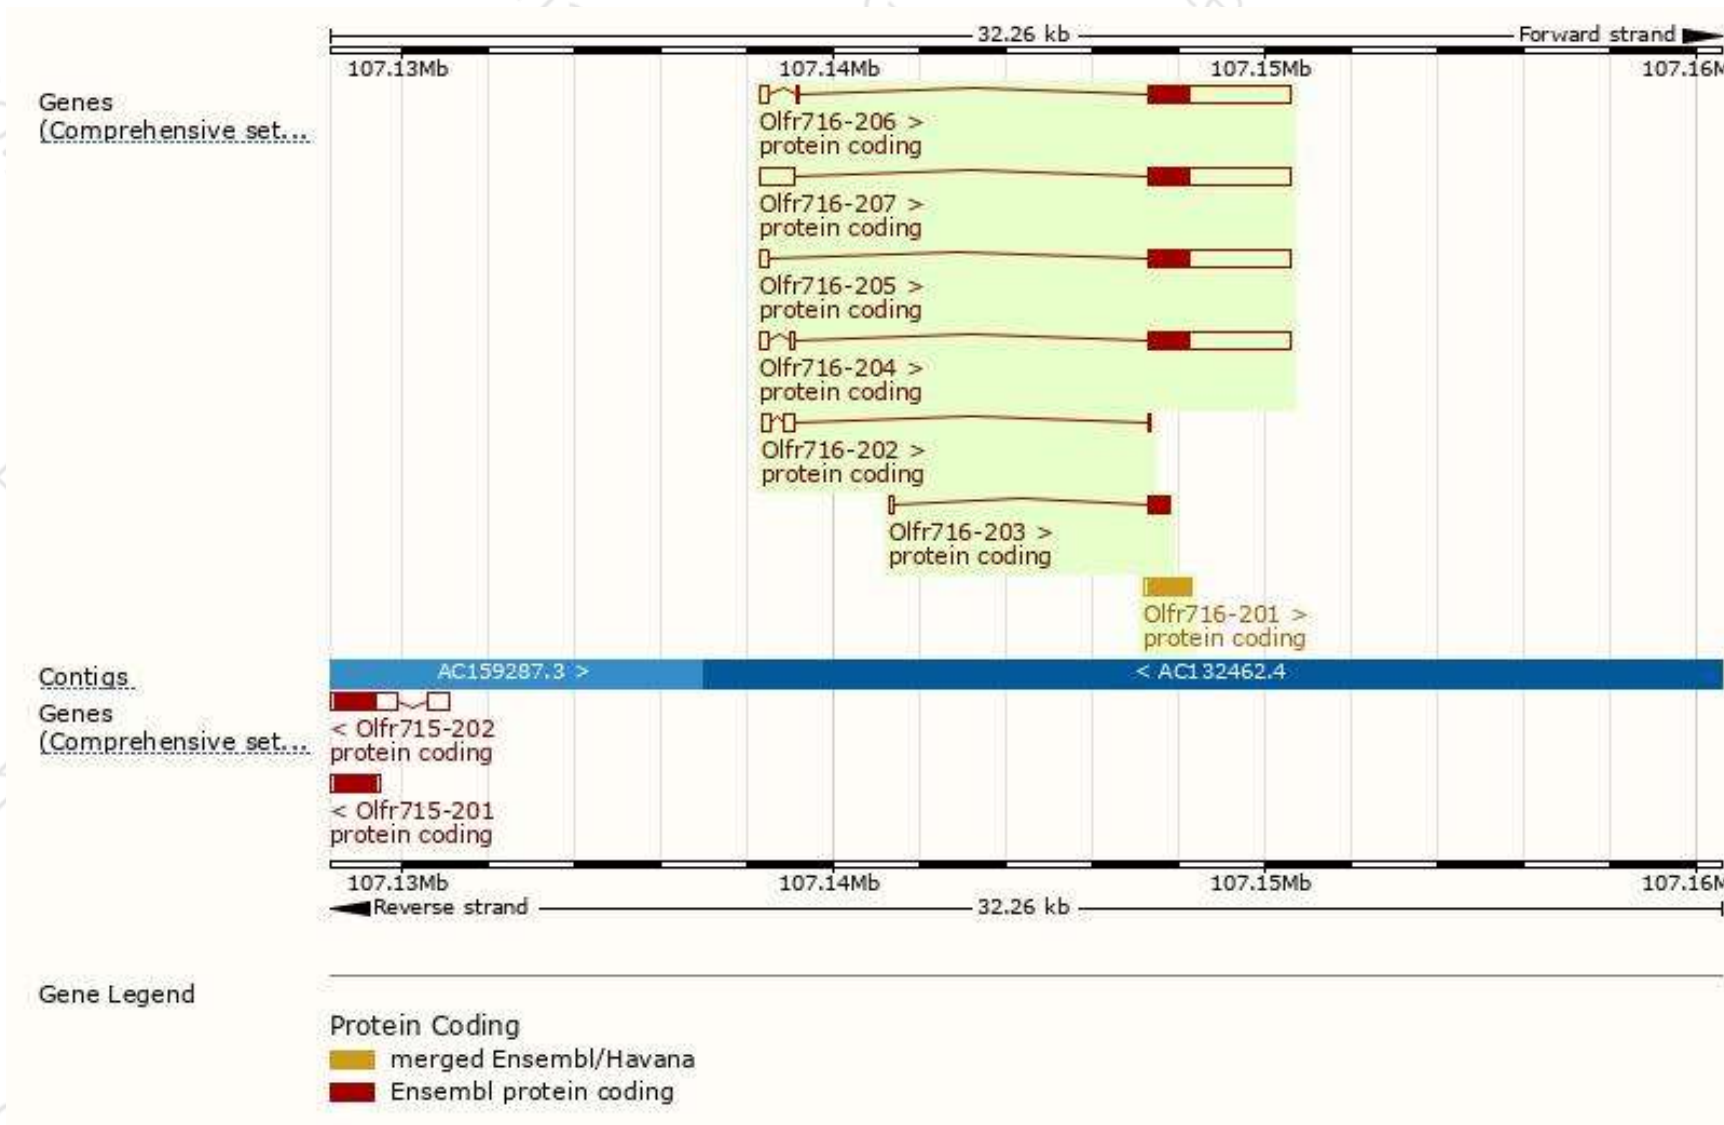 32.26 kb
Forward strand
107.13Mb 107.14Mb 107.15Mb 107.16M
Genes
(Comprehensive set...
Olfr716-206 >
protein coding
Olfr716-207 >
protein coding
Olfr716-205 >
protein coding
Olfr716-204 >
protein coding
Olfr716-202 >
protein coding
Olfr716-203 >
protein coding
Olfr716-201 >
protein coding
Contigs
AC159287.3 >
< AC132462.4
Genes
(Comprehensive set...
< Olfr715-202
protein coding
< Olfr715-201
protein coding
107.13Mb 107.14Mb 107.15Mb 107.16M
Reverse strand
32.26 kb
Gene Legend
Protein Coding
merged Ensembl/Havana
Ensembl protein coding